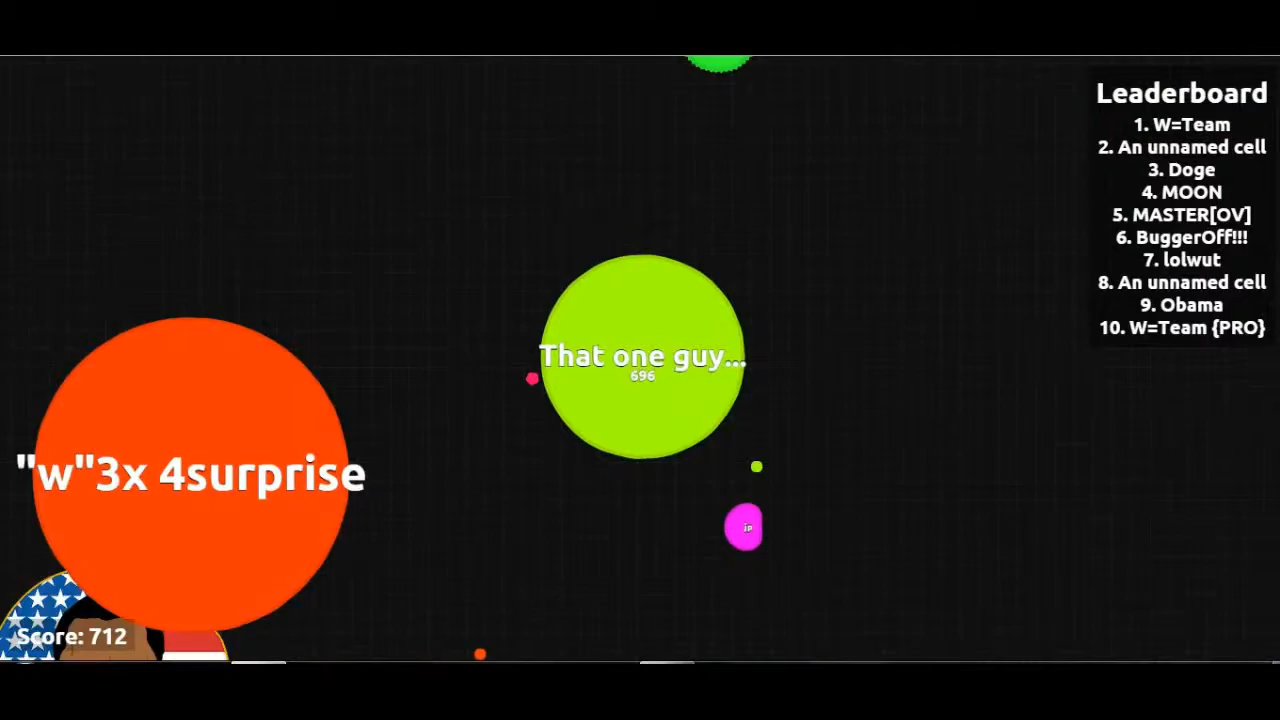 Leaderboard
1. W=Team
2. An unnamed cell
3. Doge
4. MOON
5. MASTER[OV]
6. BuggerOff!!!
7. lolwut
8. An unnamed cell
9. Obama
10. W=Team {PRO}
That one guy...
696
"w"3x 4surprise
jp
Score: 712